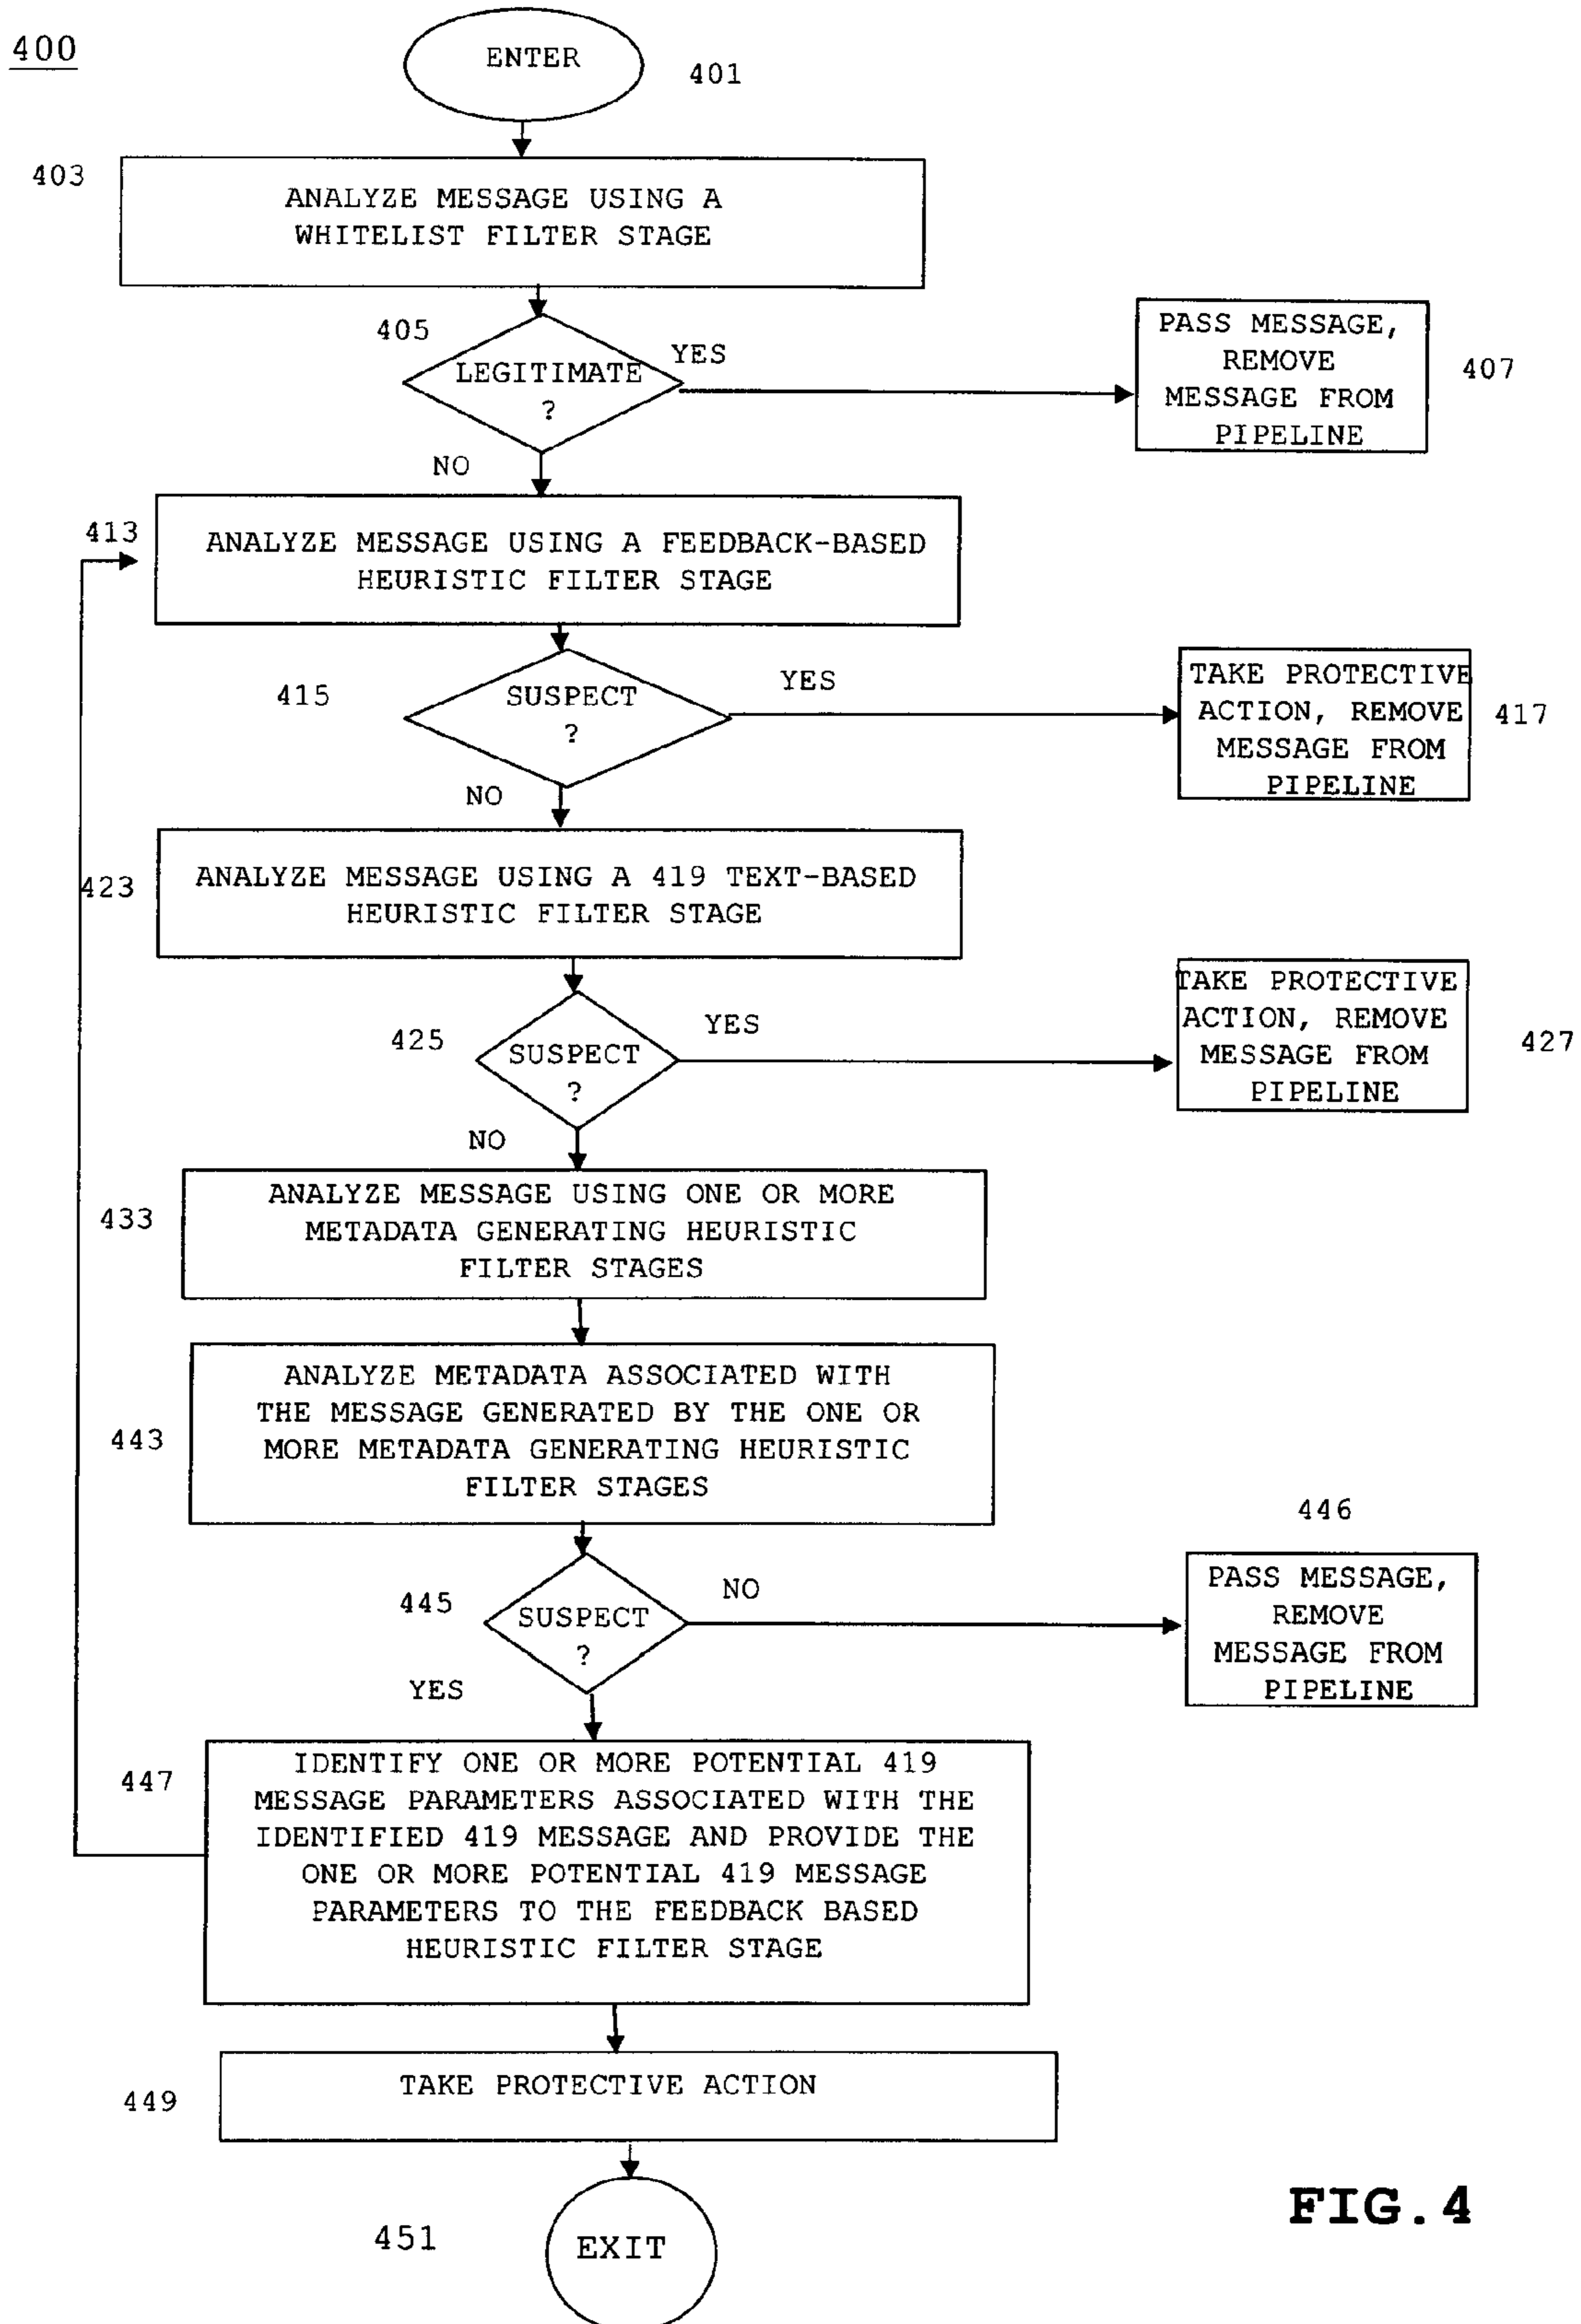 400
ENTER
401
403
ANALYZE MESSAGE USING A
WHITELIST FILTER STAGE
405
LEGITIMATE
?
YES
PASS MESSAGE,
REMOVE
MESSAGE FROM
PIPELINE
407
NO
413
ANALYZE MESSAGE USING A FEEDBACK-BASED
HEURISTIC FILTER STAGE
415
SUSPECT
?
YES
TAKE PROTECTIVE
ACTION, REMOVE
MESSAGE FROM
PIPELINE
417
NO
423
ANALYZE MESSAGE USING A 419 TEXT-BASED
HEURISTIC FILTER STAGE
425
SUSPECT
?
YES
TAKE PROTECTIVE
ACTION, REMOVE
MESSAGE FROM
PIPELINE
427
NO
433
ANALYZE MESSAGE USING ONE OR MORE
METADATA GENERATING HEURISTIC
FILTER STAGES
443
ANALYZE METADATA ASSOCIATED WITH
THE MESSAGE GENERATED BY THE ONE OR
MORE METADATA GENERATING HEURISTIC
FILTER STAGES
445
SUSPECT
?
NO
446
PASS MESSAGE,
REMOVE
MESSAGE FROM
PIPELINE
YES
447
IDENTIFY ONE OR MORE POTENTIAL 419
MESSAGE PARAMETERS ASSOCIATED WITH THE
IDENTIFIED 419 MESSAGE AND PROVIDE THE
ONE OR MORE POTENTIAL 419 MESSAGE
PARAMETERS TO THE FEEDBACK BASED
HEURISTIC FILTER STAGE
449
TAKE PROTECTIVE ACTION
451
EXIT
FIG.4